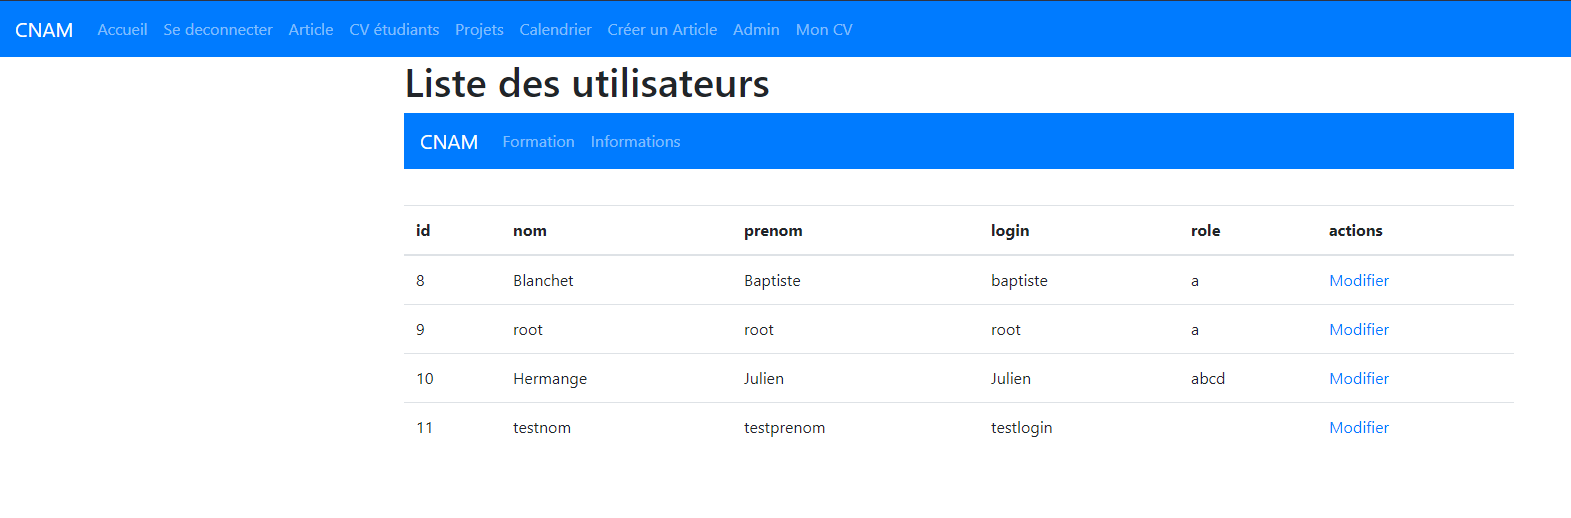 CNAM Accueil Se deconnecter Article CV étudiants Projets Calendrier Créer un Article Admin Mon CV
Liste des utilisateurs
CNAM Formation Informations
id nom prenom login role actions
8 Blanchet Baptiste baptiste a Modifier
9 root root root a Modifier
10 Hermange Julien Julien abcd Modifier
11 testnom testprenom testlogin Modifier